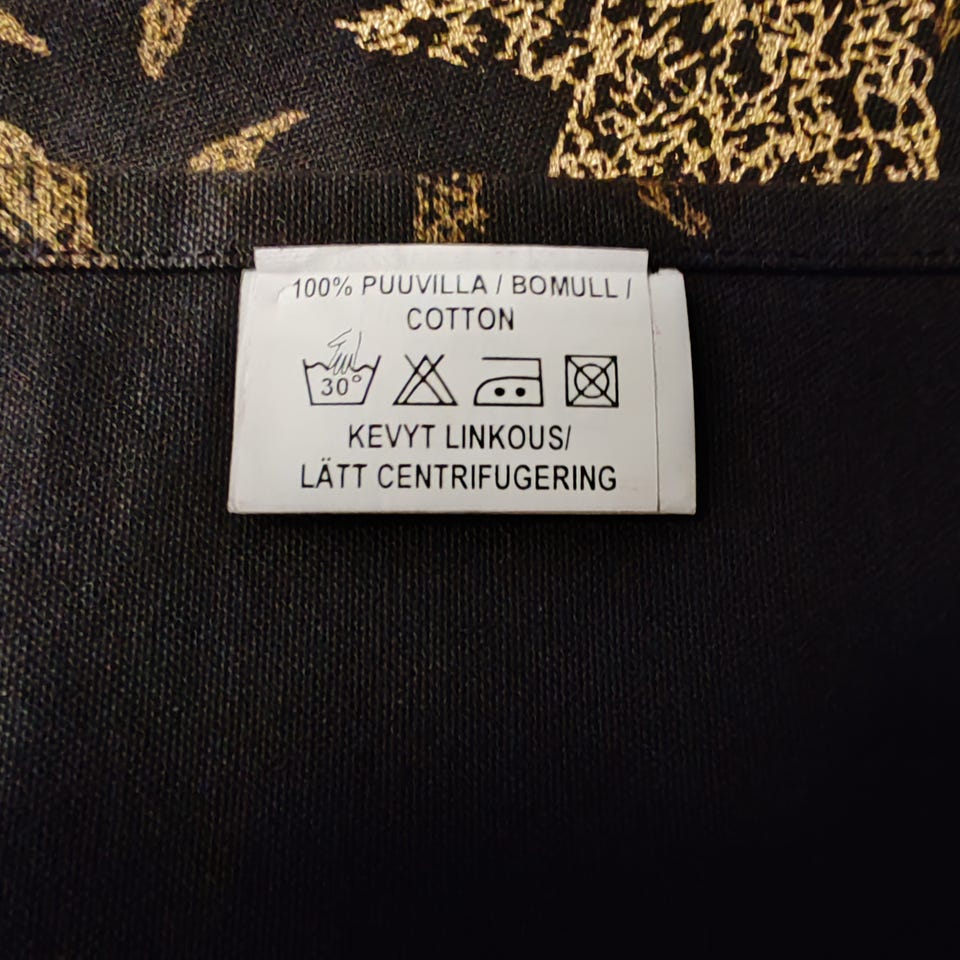 100% PUUVILLA / BOMULL /
COTTON
30°
KEVYT LINKOUS/
LÄTT CENTRIFUGERING